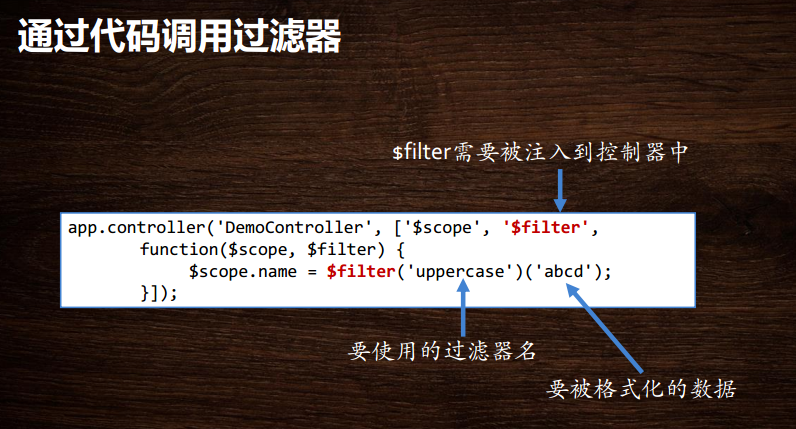 通过代码调用过滤器
$filter需要被注入到控制器中
app.controller('DemoController', ['$scope', '$filter',
function($scope, $filter) {
$scope.name = $filter('uppercase')('abcd');
}]);
要使用的过滤器名
要被格式化的数据